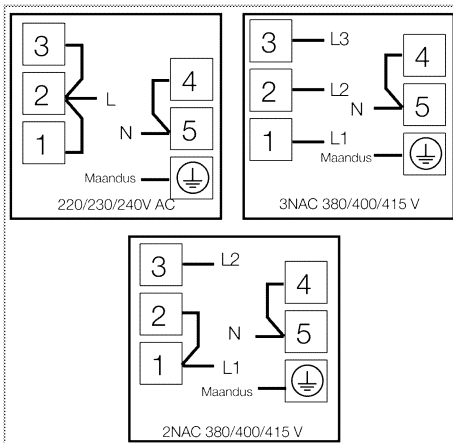 3
2
1
L
4
5
N
Maandus
220/230/240V AC
3
2
1
L3
L2
L1
4
5
N
Maandus
3NAC 380/400/415 V
3
2
1
L2
L1
4
5
N
Maandus
2NAC 380/400/415 V